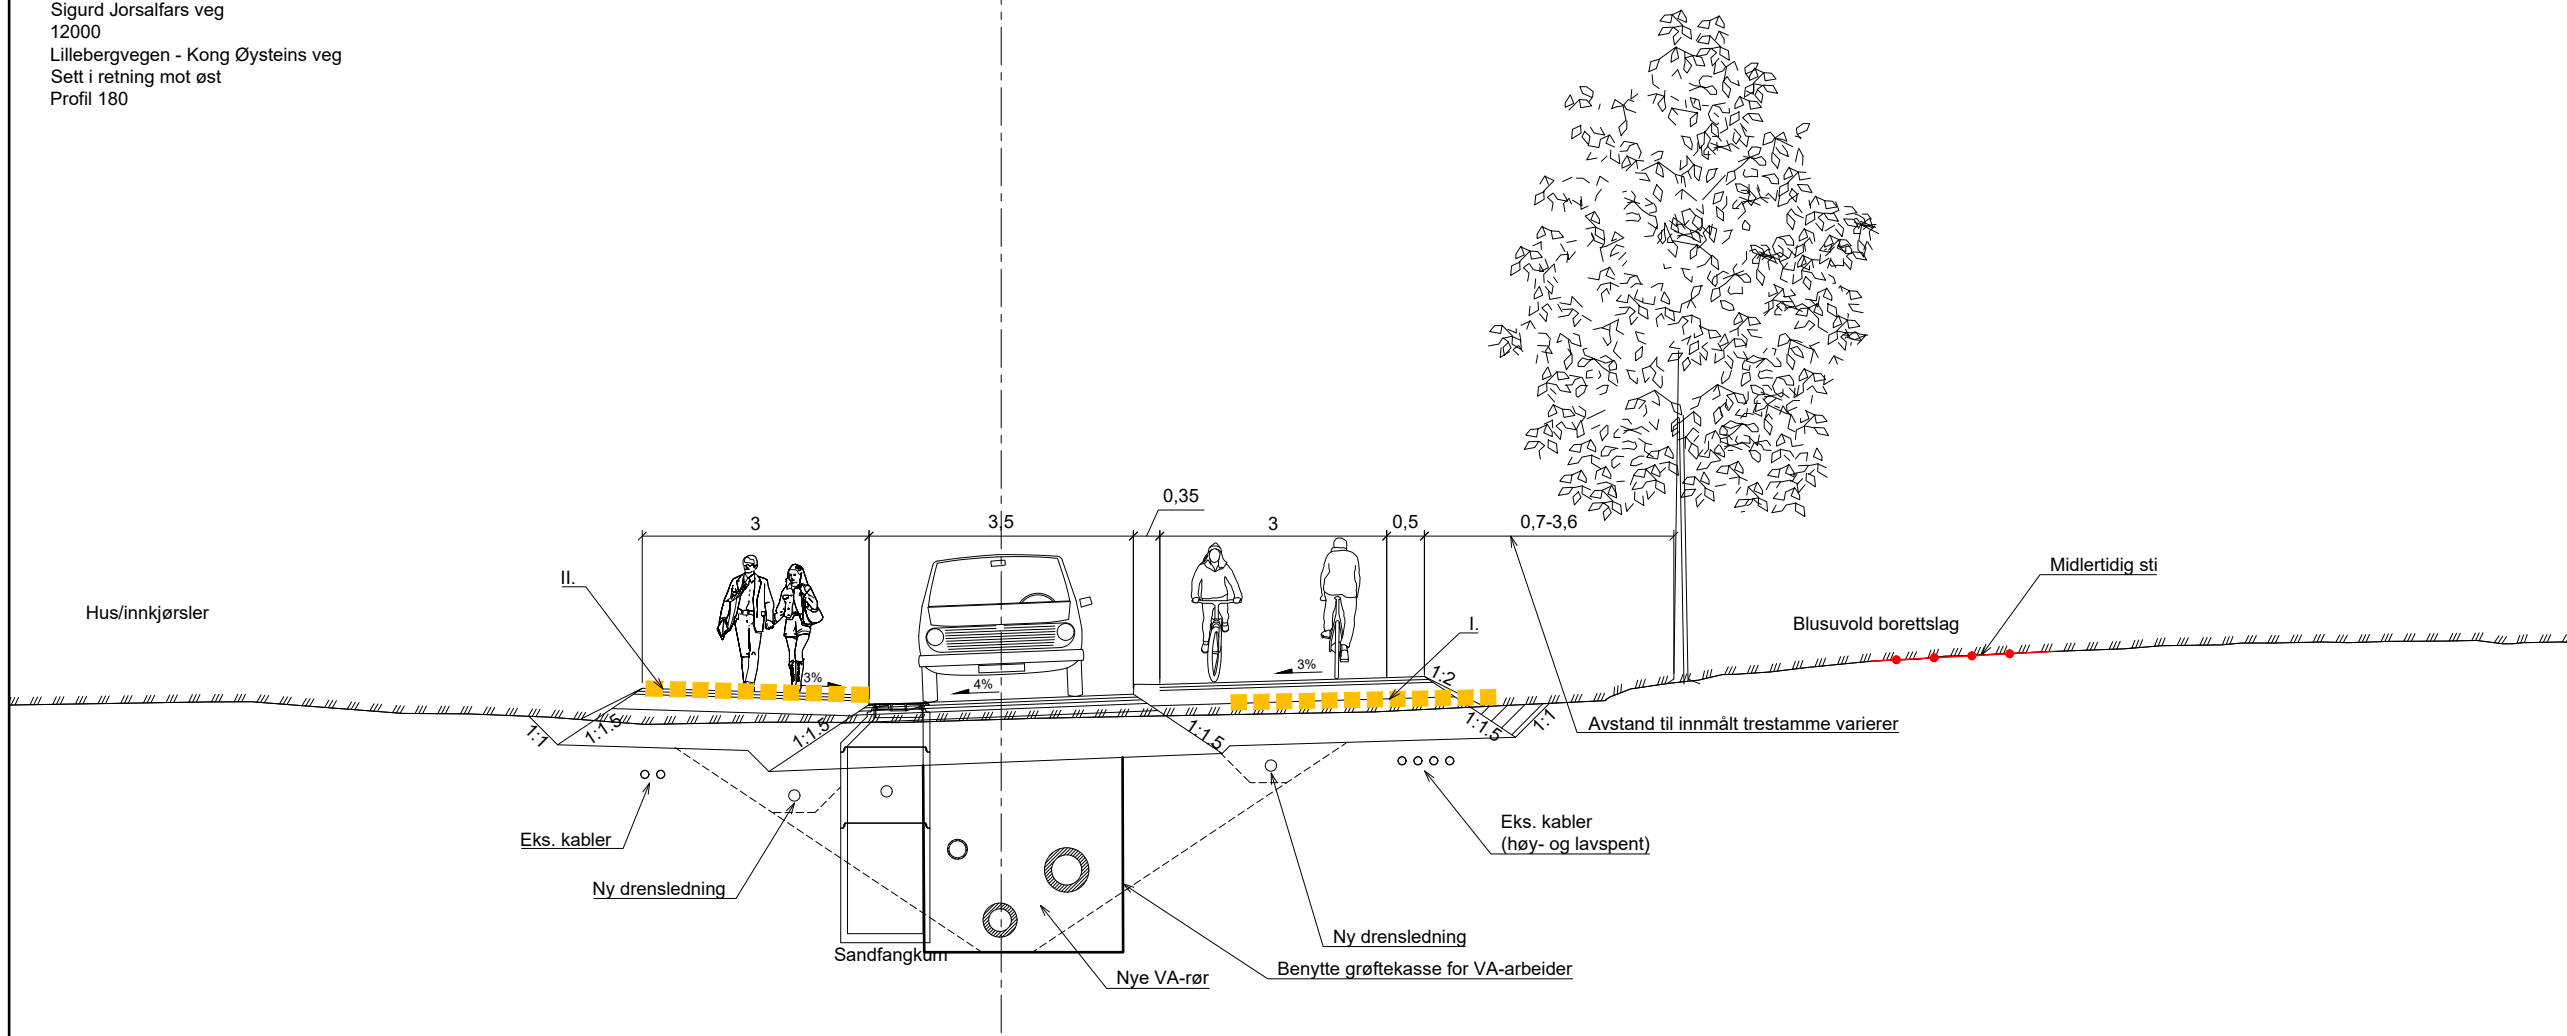 Sigurd Jorsalfars veg
12000
Lillebergvegen - Kong Øysteins veg
Sett i retning mot øst
Profil 180
0,35
3
3,5
3
0,5
0,7-3,6
II.
Midlertidig sti
Hus/innkjørsler
I.
Blusuvold borettslag
3%
4%
3%
1:2
1:1
1:1.5
1:1.5
1:1.5
1:1.5
1:1
Avstand til innmålt trestamme varierer
Eks. kabler
Eks. kabler
(høy- og lavspent)
Ny drensledning
Ny drensledning
Sandfangkum
Nye VA-rør
Benytte grøftekasse for VA-arbeider